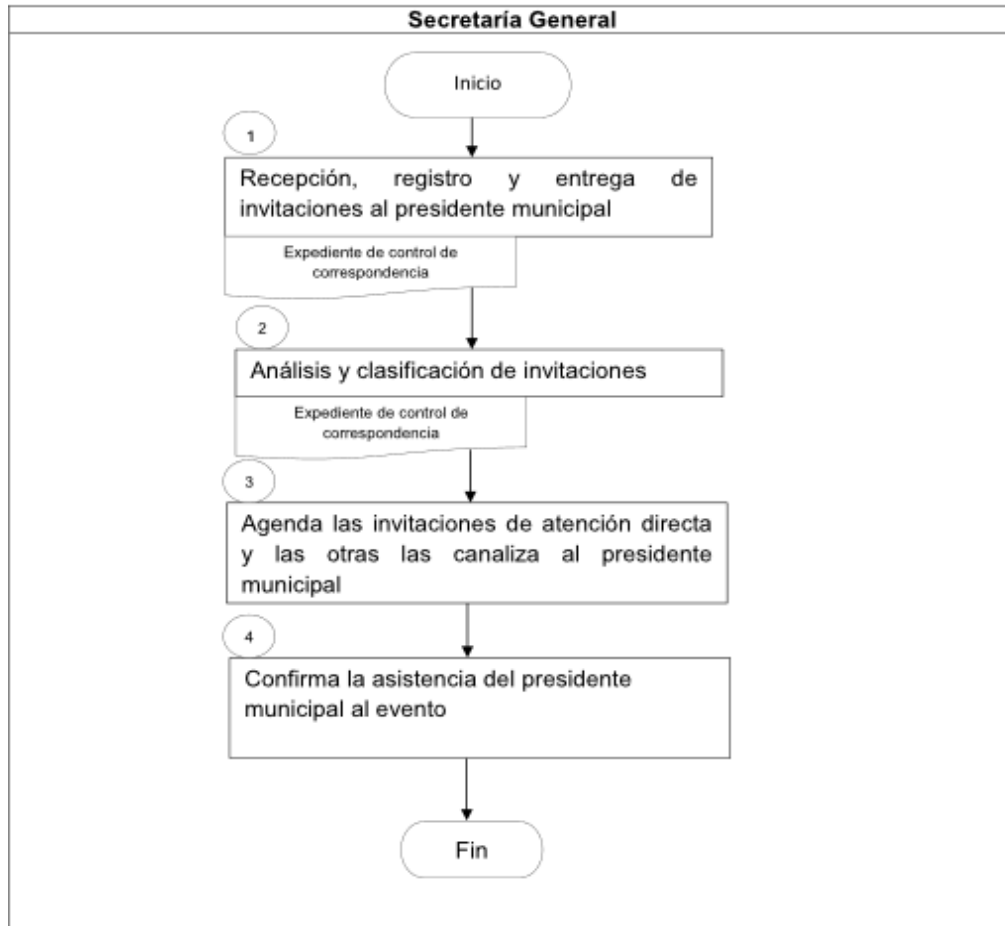 Secretaría General
Inicio
1
Recepción, registro y entrega de
invitaciones al presidente municipal
Expediente de control de
correspondencia
2
Análisis y clasificación de invitaciones
Expediente de control de
correspondencia
3
Agenda las invitaciones de atención directa
y las otras las canaliza al presidente
municipal
4
Confirma la asistencia del presidente
municipal al evento
Fin